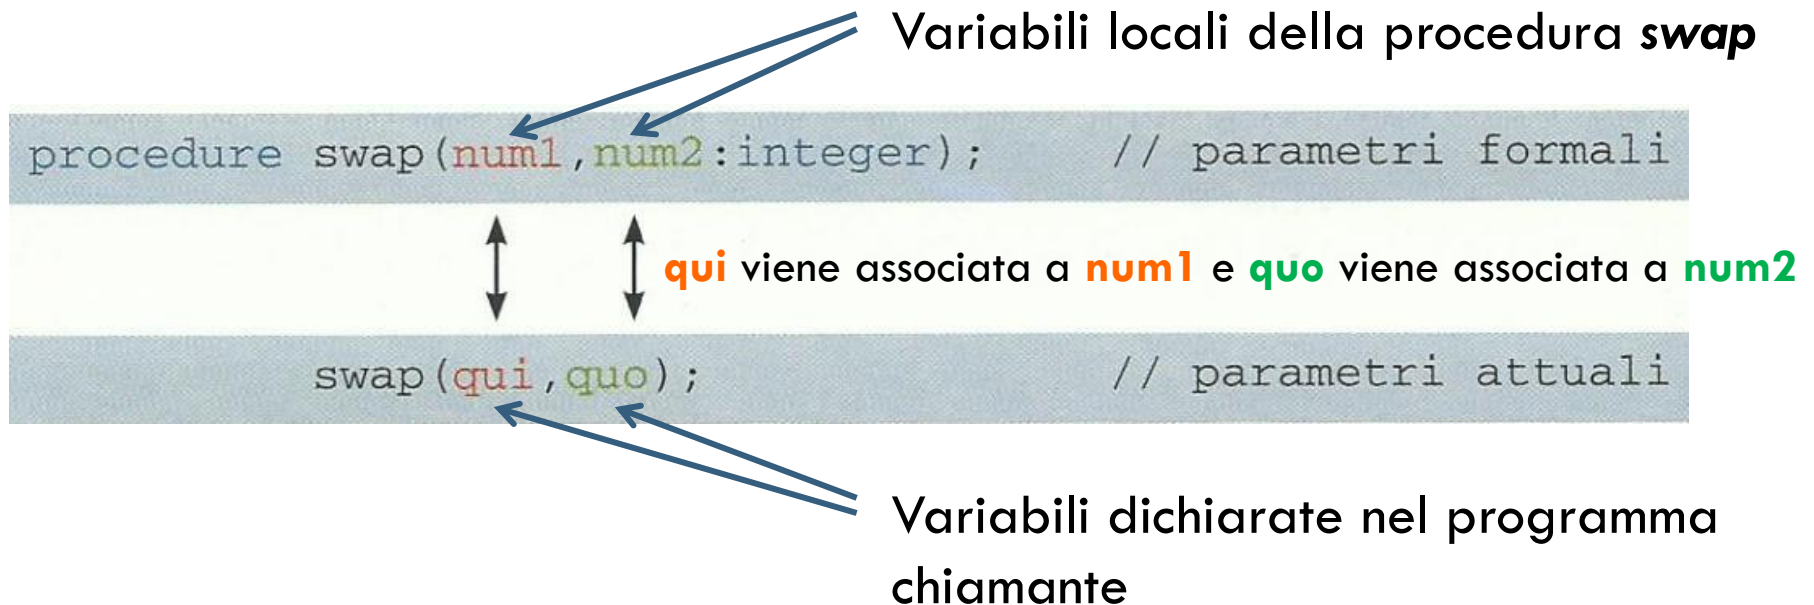 Variabili locali della procedura swap
procedure swap(num1,num2:integer); // parametri formali
qui viene associata a num1 e quo viene associata a num2
swap(qui,quo); // parametri attuali
Variabili dichiarate nel programma
chiamante